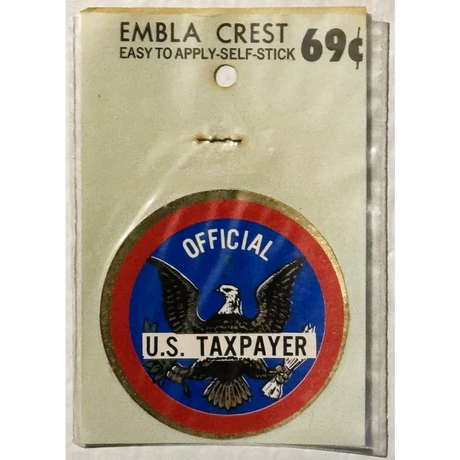 EMBLA CREST
EASY TO APPLY-SELF-STICK 69¢
OFFICIAL
U.S. TAXPAYER